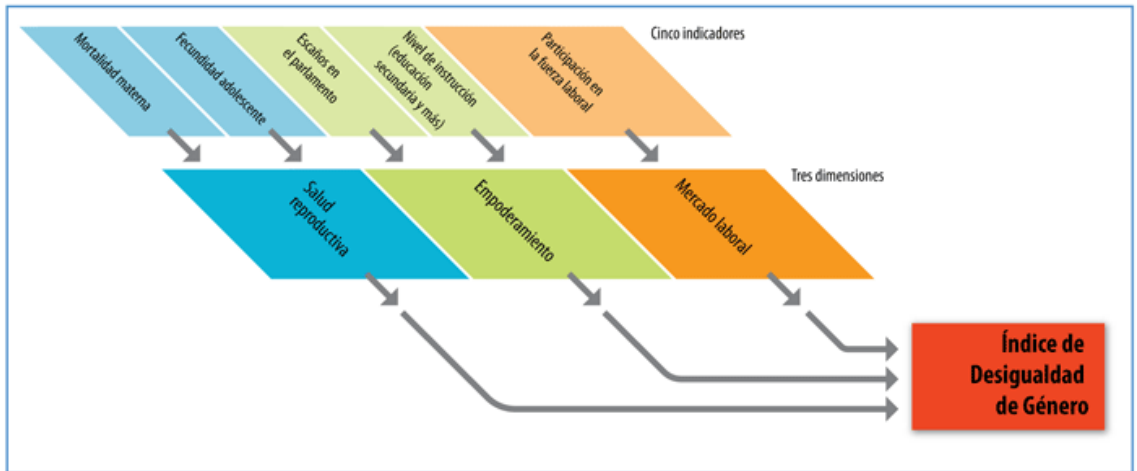 Mortalidad materna
Fecundidad adolescente
Escaños en
el parlamento
Nivel de instrucción
(educación
secundaria y más)
Participación en
la fuerza laboral
Cinco indicadores
Salud
reproductiva
Empoderamiento
Mercado laboral
Tres dimensiones
Índice de
Desigualdad
de Género